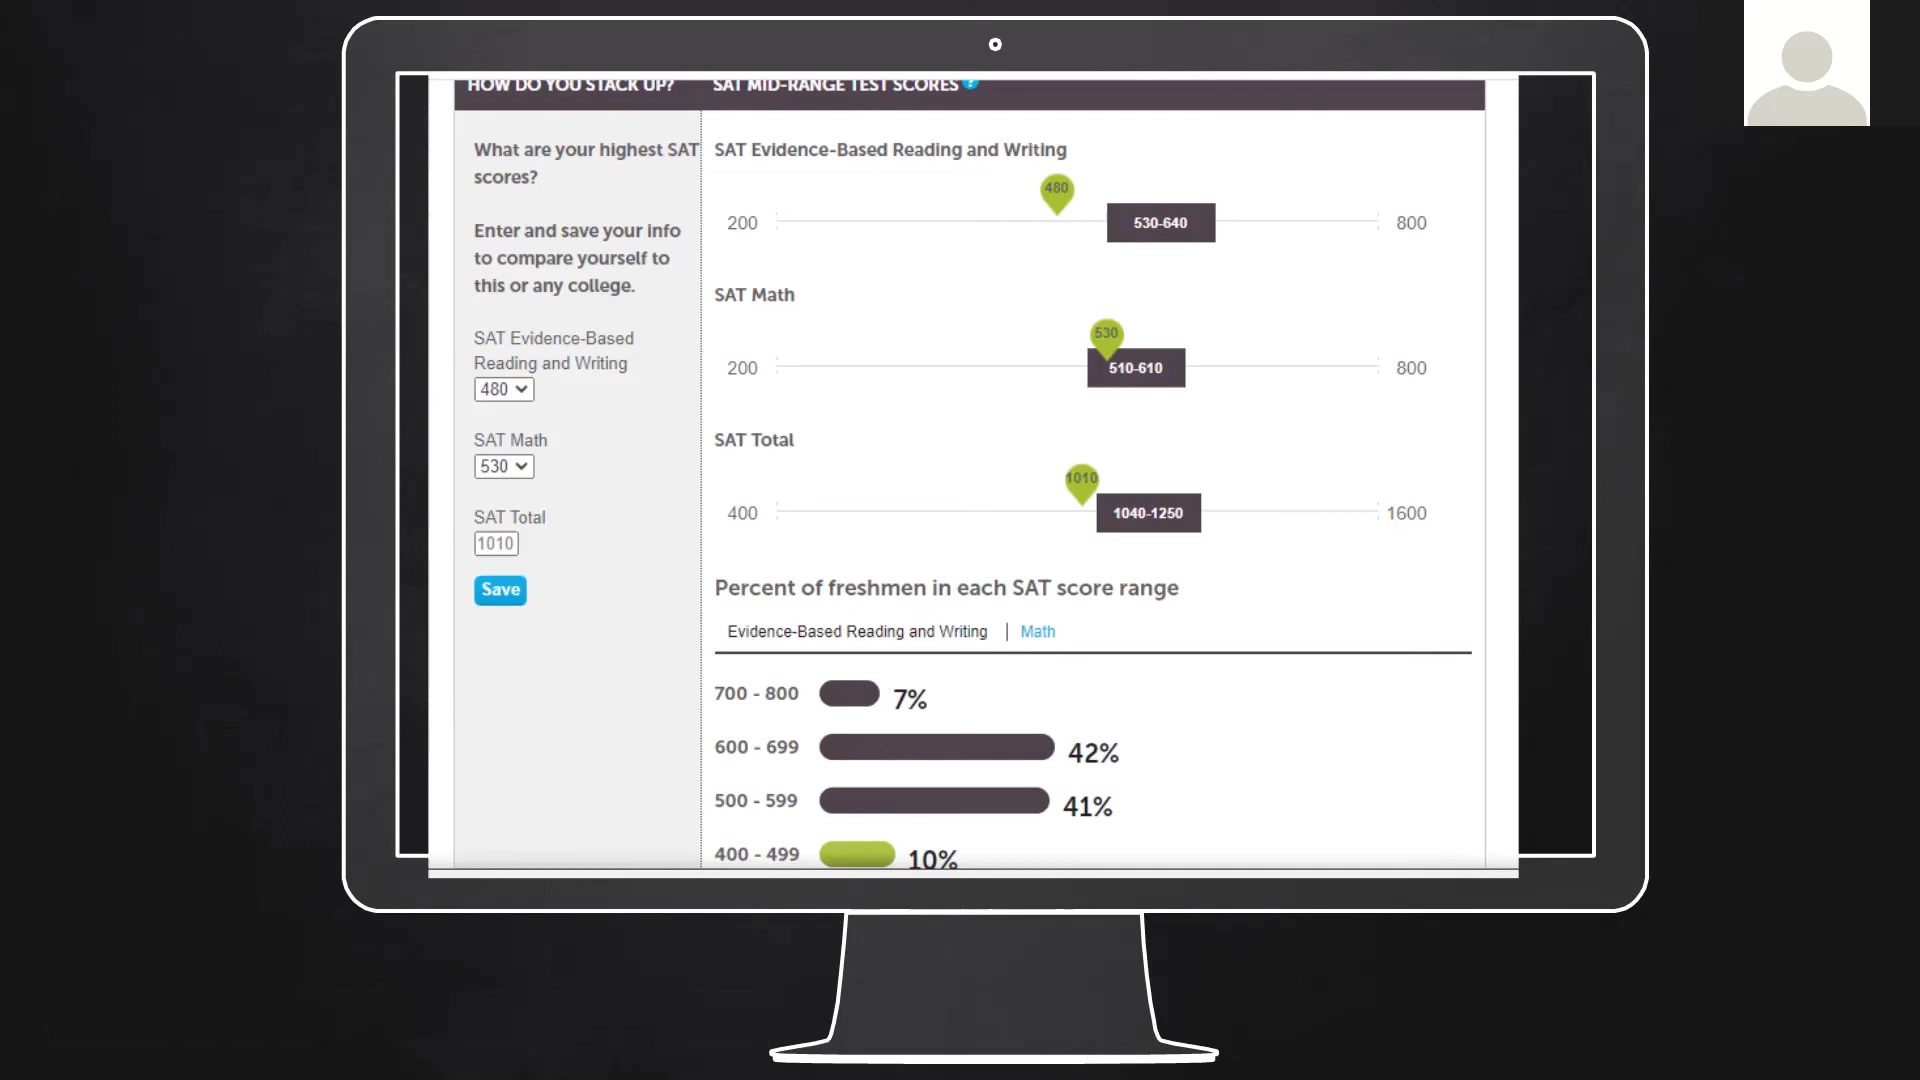 HOW DO YOU STACK UP?
SAT MID-RANGE TEST SCORES ?
What are your highest SAT
scores?
Enter and save your info
to compare yourself to
this or any college.
SAT Evidence-Based
Reading and Writing
480
SAT Math
530
SAT Total
1010
Save
SAT Evidence-Based Reading and Writing
480
200 530-640 800
SAT Math
530
200 510-610 800
SAT Total
1010
400 1040-1250 1600
Percent of freshmen in each SAT score range
Evidence-Based Reading and Writing | Math
700 - 800 7%
600 - 699 42%
500 - 599 41%
400 - 499 10%